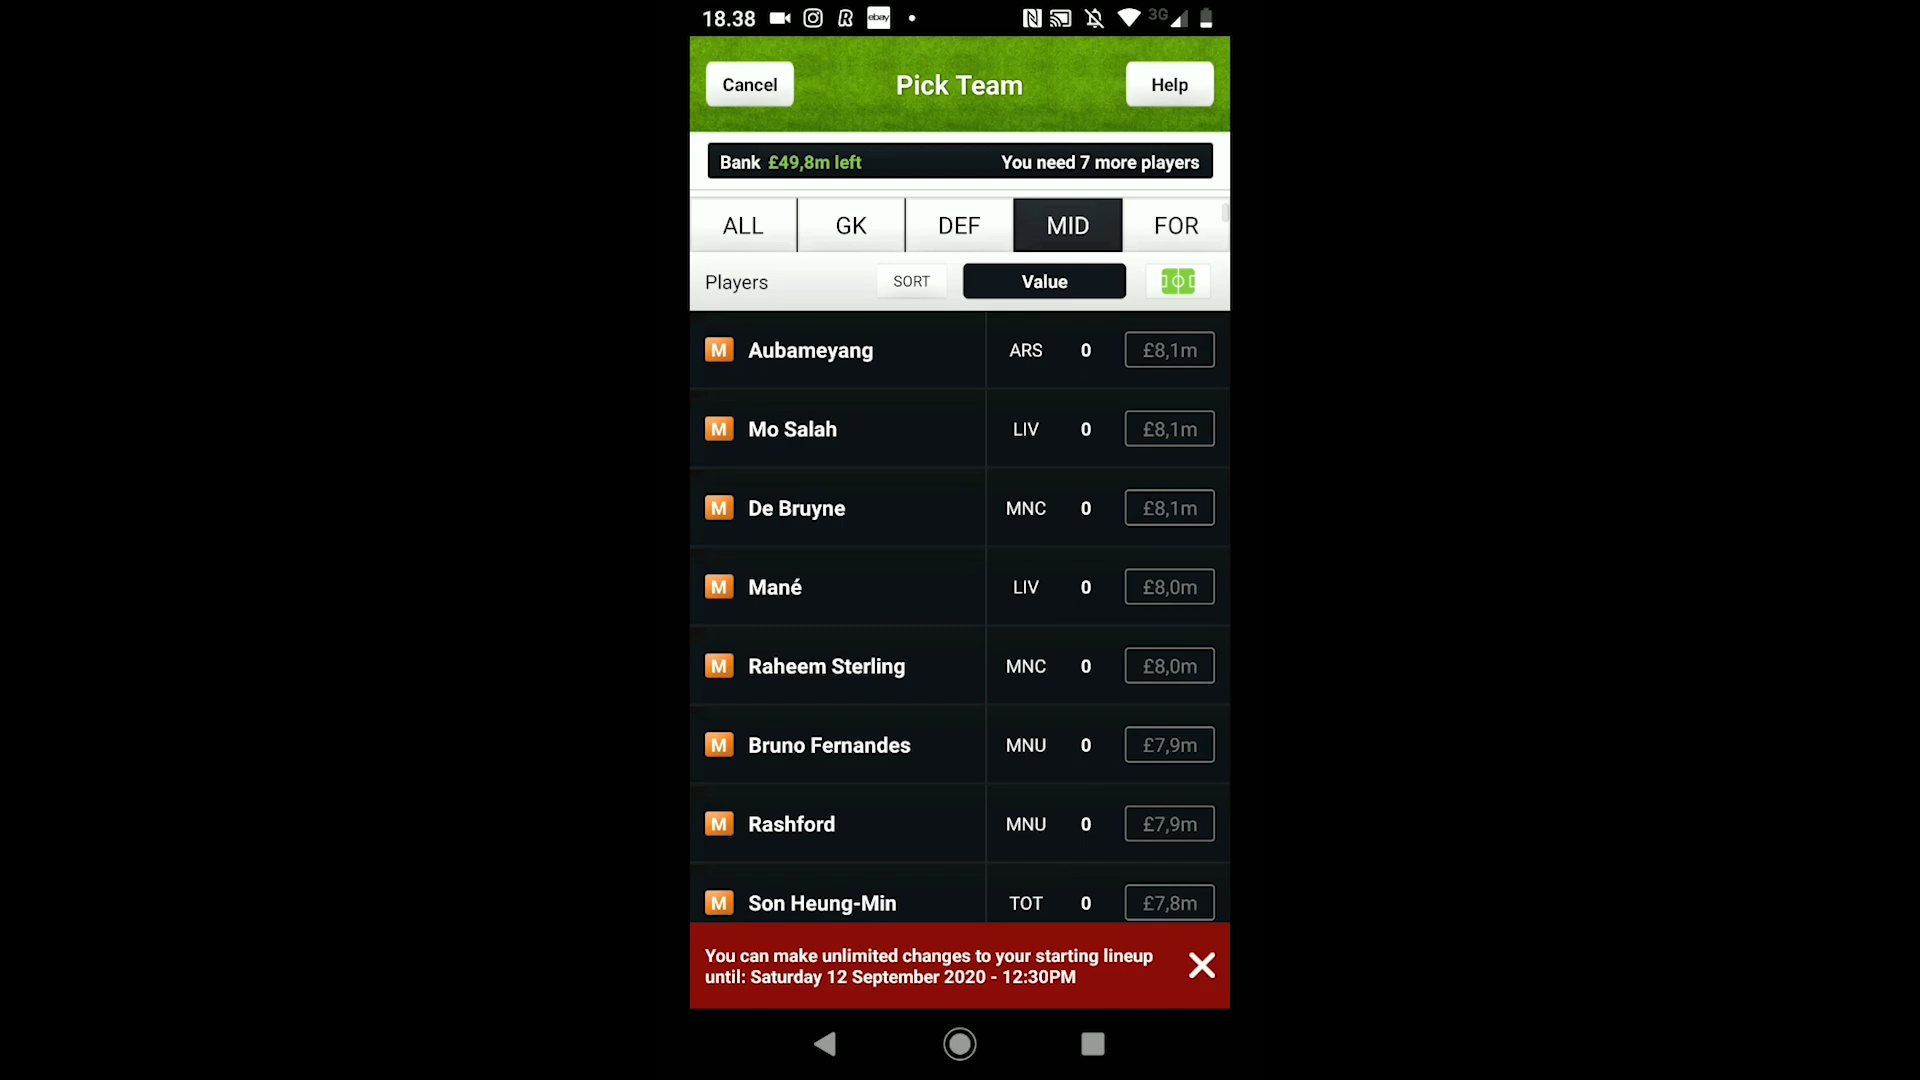 18.38 ebay 3G
Cancel Pick Team Help
Bank £49,8m left You need 7 more players
ALL GK DEF MID FOR
Players SORT Value
M Aubameyang ARS 0 £8,1m
M Mo Salah LIV 0 £8,1m
M De Bruyne MNC 0 £8,1m
M Mané LIV 0 £8,0m
M Raheem Sterling MNC 0 £8,0m
M Bruno Fernandes MNU 0 £7,9m
M Rashford MNU 0 £7,9m
M Son Heung-Min TOT 0 £7,8m
You can make unlimited changes to your starting lineup
until: Saturday 12 September 2020 - 12:30PM